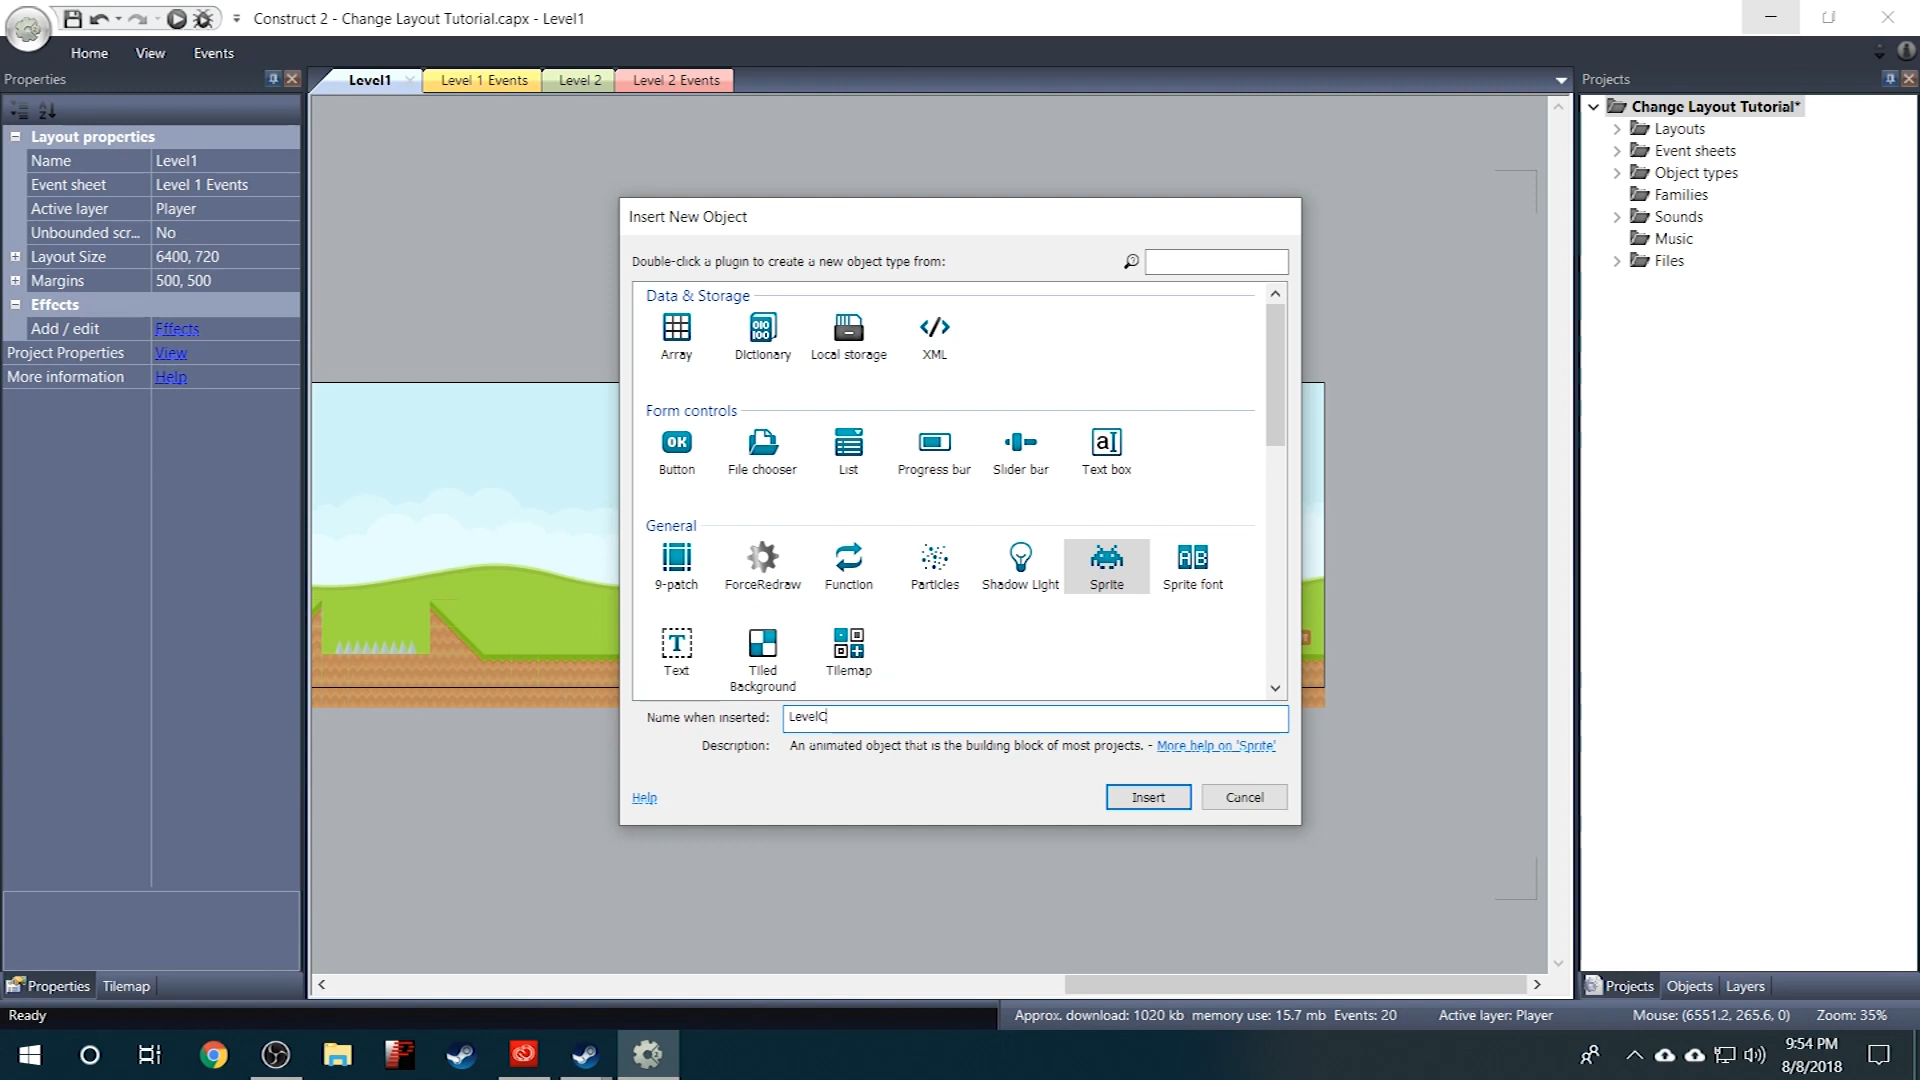 Construct 2 - Change Layout Tutorial.capx - Level1
Home View Events
Properties
Level1 Level 1 Events Level 2 Level 2 Events
Projects
Layout properties
Name Level1
Event sheet Level 1 Events
Active layer Player
Unbounded scr... No
Layout Size 6400, 720
Margins 500, 500
Effects
Add / edit Effects
Project Properties View
More information Help
Insert New Object
Double-click a plugin to create a new object type from:
Data & Storage
Array Dictionary Local storage XML
Form controls
OK aI
Button File chooser List Progress bar Slider bar Text box
General
AB
9-patch ForceRedraw Function Particles Shadow Light Sprite Sprite font
T
Text Tiled Background Tilemap
Name when inserted: LevelC
Description: An animated object that is the building block of most projects. - More help on 'Sprite'
Help Insert Cancel
Change Layout Tutorial*
Layouts
Event sheets
Object types
Families
Sounds
Music
Files
Properties Tilemap
Projects Objects Layers
Ready
Approx. download: 1020 kb memory use: 15.7 mb Events: 20 Active layer: Player Mouse: (6551.2, 265.6, 0) Zoom: 35%
9:54 PM
8/8/2018